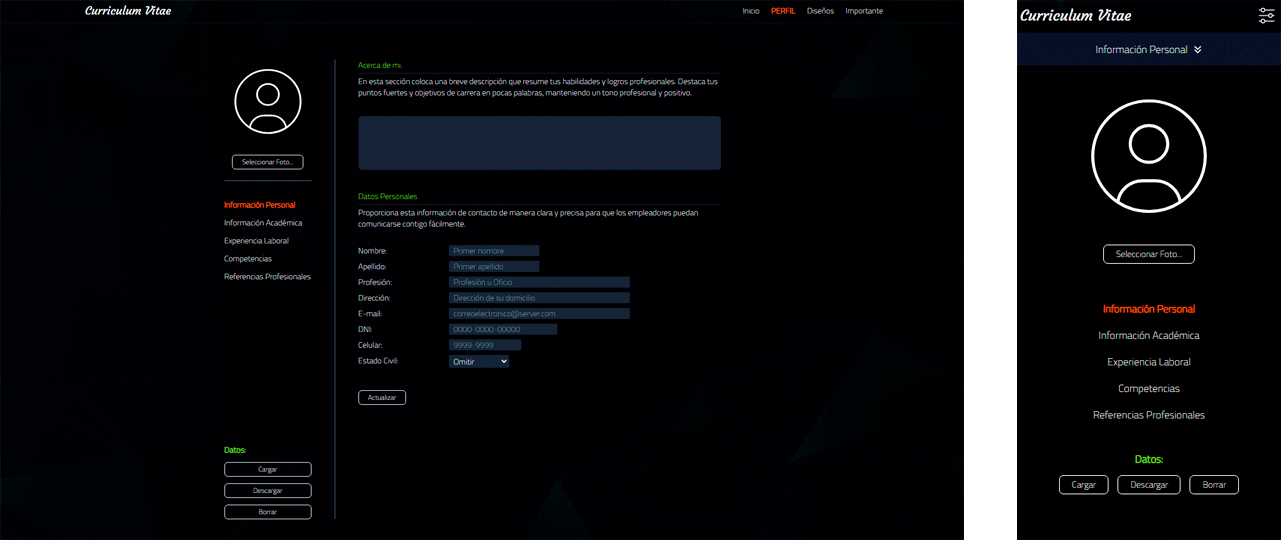 Curriculum Vitae
Inicio PERFIL Diseños Importante
Seleccionar Foto...
Información Personal
Información Académica
Experiencia Laboral
Competencias
Referencias Profesionales
Datos:
Cargar
Descargar
Borrar
Acerca de mi:
En esta sección coloca una breve descripción que resume tus habilidades y logros profesionales. Destaca tus
puntos fuertes y objetivos de carrera en pocas palabras, manteniendo un tono profesional y positivo.
Datos Personales
Proporciona esta información de contacto de manera clara y precisa para que los empleadores puedan
comunicarse contigo fácilmente.
Nombre: Primer nombre
Apellido: Primer apellido
Profesión: Profesión u Oficio
Dirección: Dirección de su domicilio
E-mail: correoelectronico@server.com
DNI: 0000-0000-00000
Celular: 9999-9999
Estado Civil: Omitir
Actualizar
Curriculum Vitae
Información Personal
Seleccionar Foto...
Información Personal
Información Académica
Experiencia Laboral
Competencias
Referencias Profesionales
Datos:
Cargar Descargar Borrar